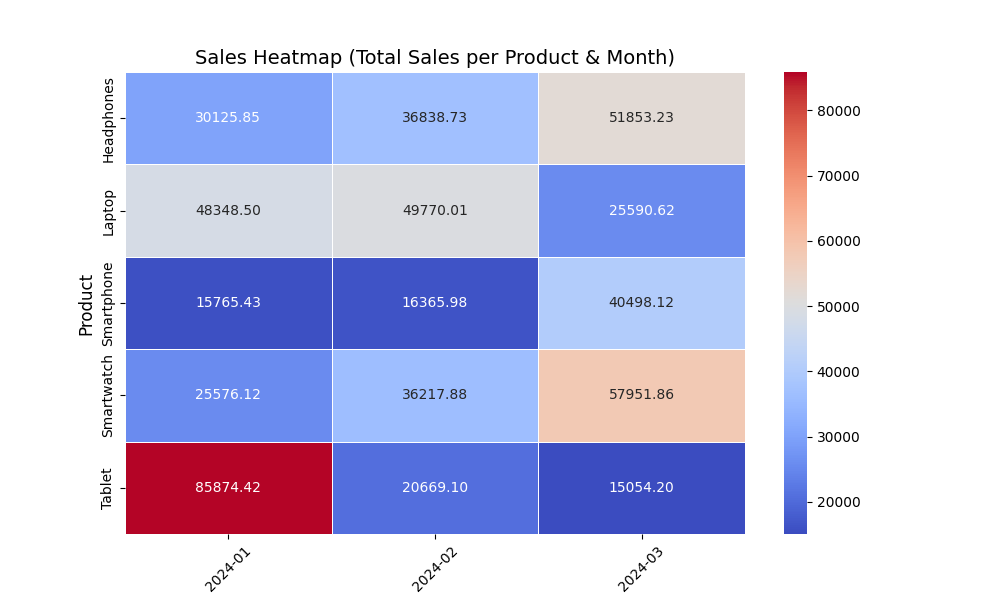 Sales Heatmap (Total Sales per Product & Month)
Product
Headphones 30125.85 36838.73 51853.23
Laptop 48348.50 49770.01 25590.62
Smartphone 15765.43 16365.98 40498.12
Smartwatch 25576.12 36217.88 57951.86
Tablet 85874.42 20669.10 15054.20
2024-01 2024-02 2024-03
80000
70000
60000
50000
40000
30000
20000